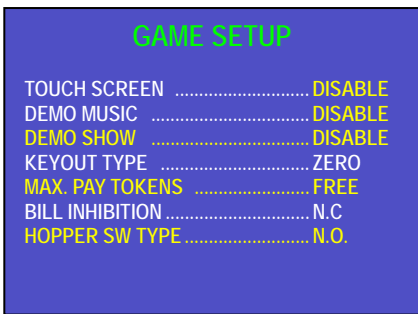 GAME SETUP
TOUCH SCREEN ............................. DISABLE
DEMO MUSIC ................................. DISABLE
DEMO SHOW ................................. DISABLE
KEYOUT TYPE ................................ ZERO
MAX. PAY TOKENS ......................... FREE
BILL INHIBITION ............................... N.C
HOPPER SW TYPE ........................... N.O.